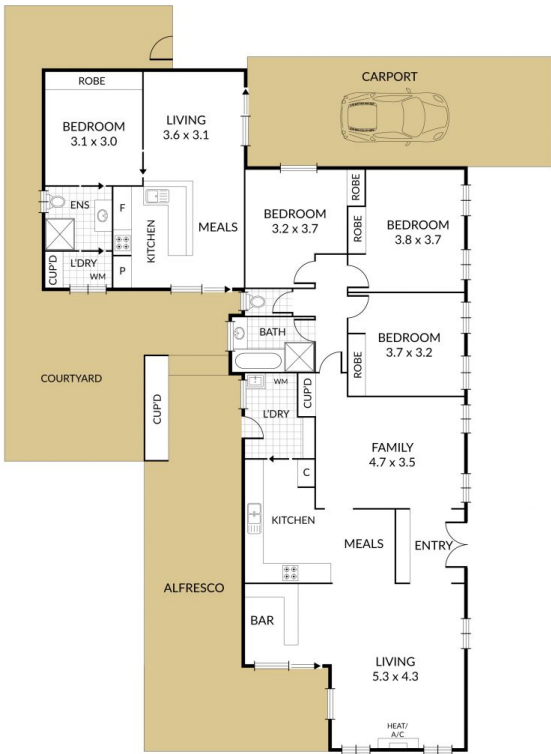 CARPORT
ROBE
BEDROOM
3.1 x 3.0
LIVING
3.6 x 3.1
ENS
F
KITCHEN
MEALS
CUP'D
L'DRY
WM
P
BEDROOM
3.2 x 3.7
ROBE
ROBE
BEDROOM
3.8 x 3.7
BATH
BEDROOM
3.7 x 3.2
ROBE
COURTYARD
CUP'D
WM
L'DRY
CUP'D
FAMILY
4.7 x 3.5
C
KITCHEN
MEALS
ENTRY
ALFRESCO
BAR
LIVING
5.3 x 4.3
HEAT/
A/C